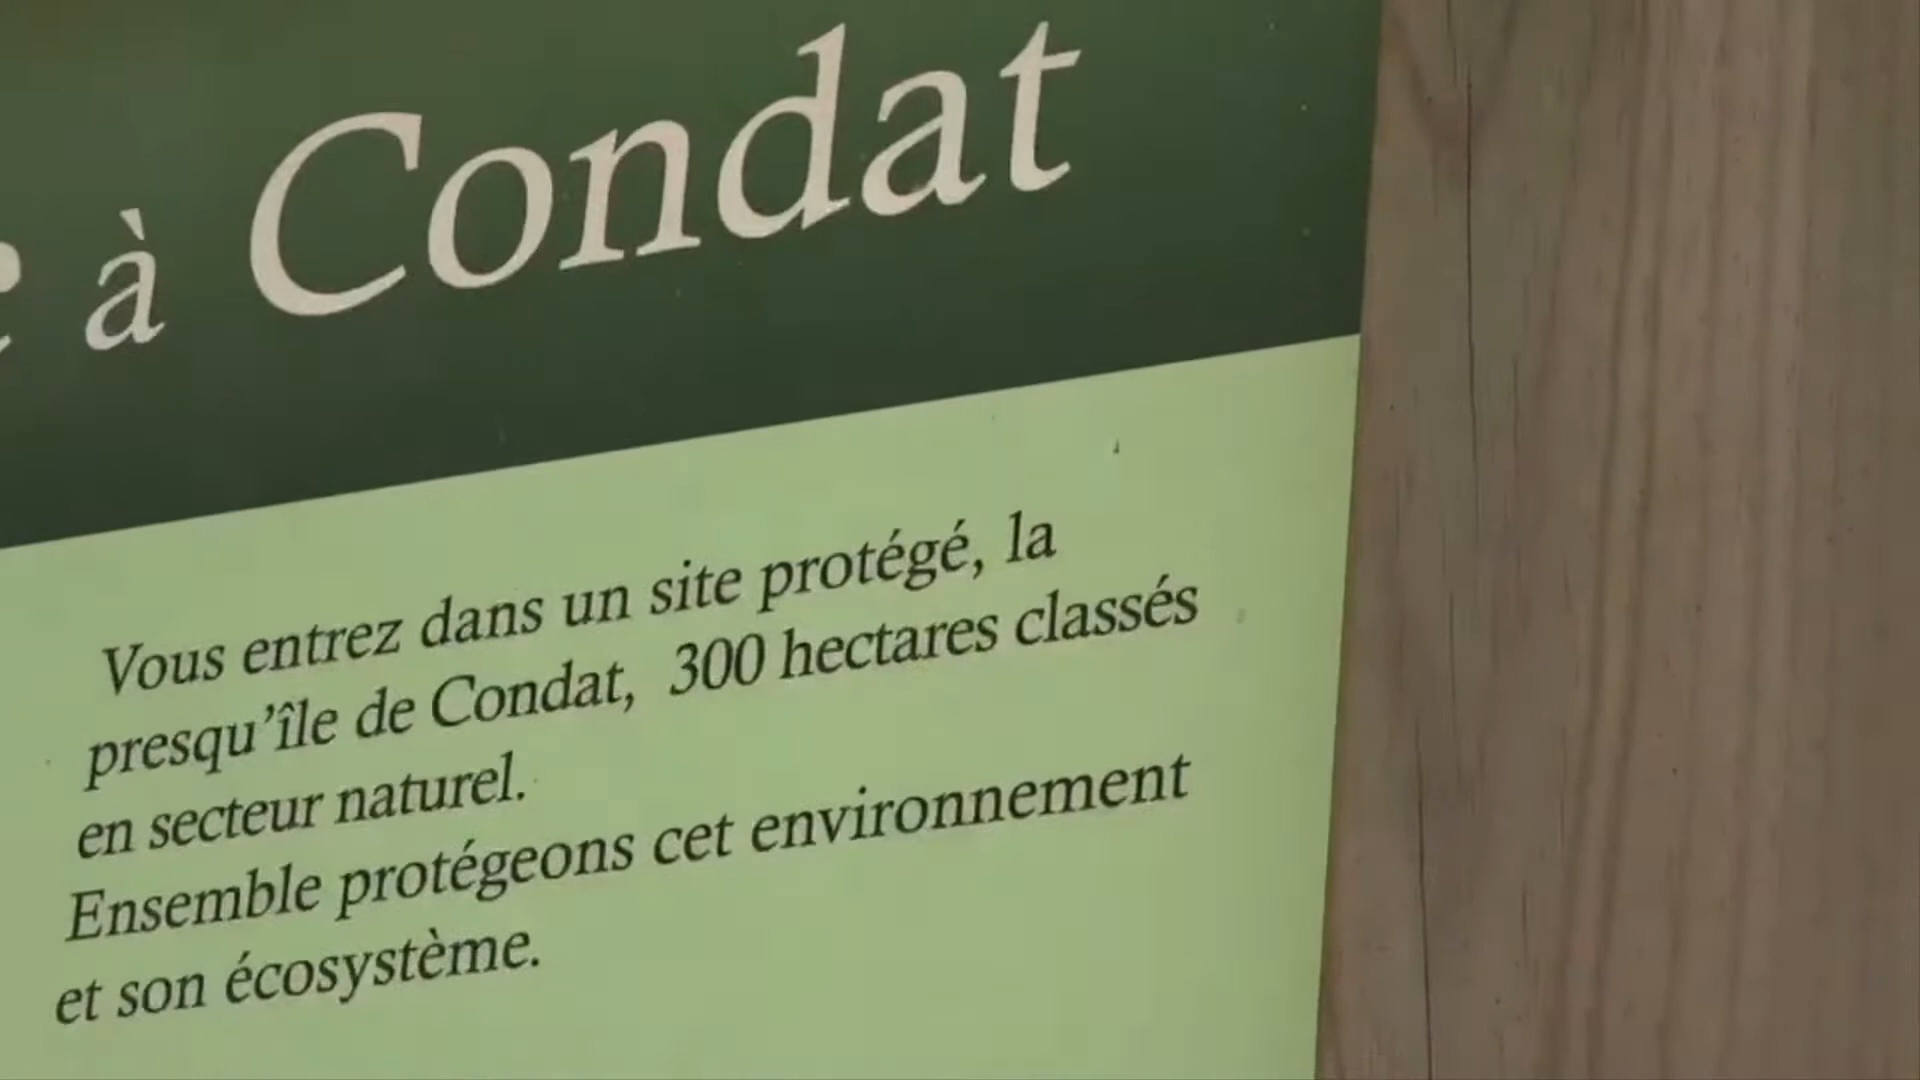 à Condat
Vous entrez dans un site protégé, la
presqu'île de Condat, 300 hectares classés
en secteur naturel.
Ensemble protégeons cet environnement
et son écosystème.